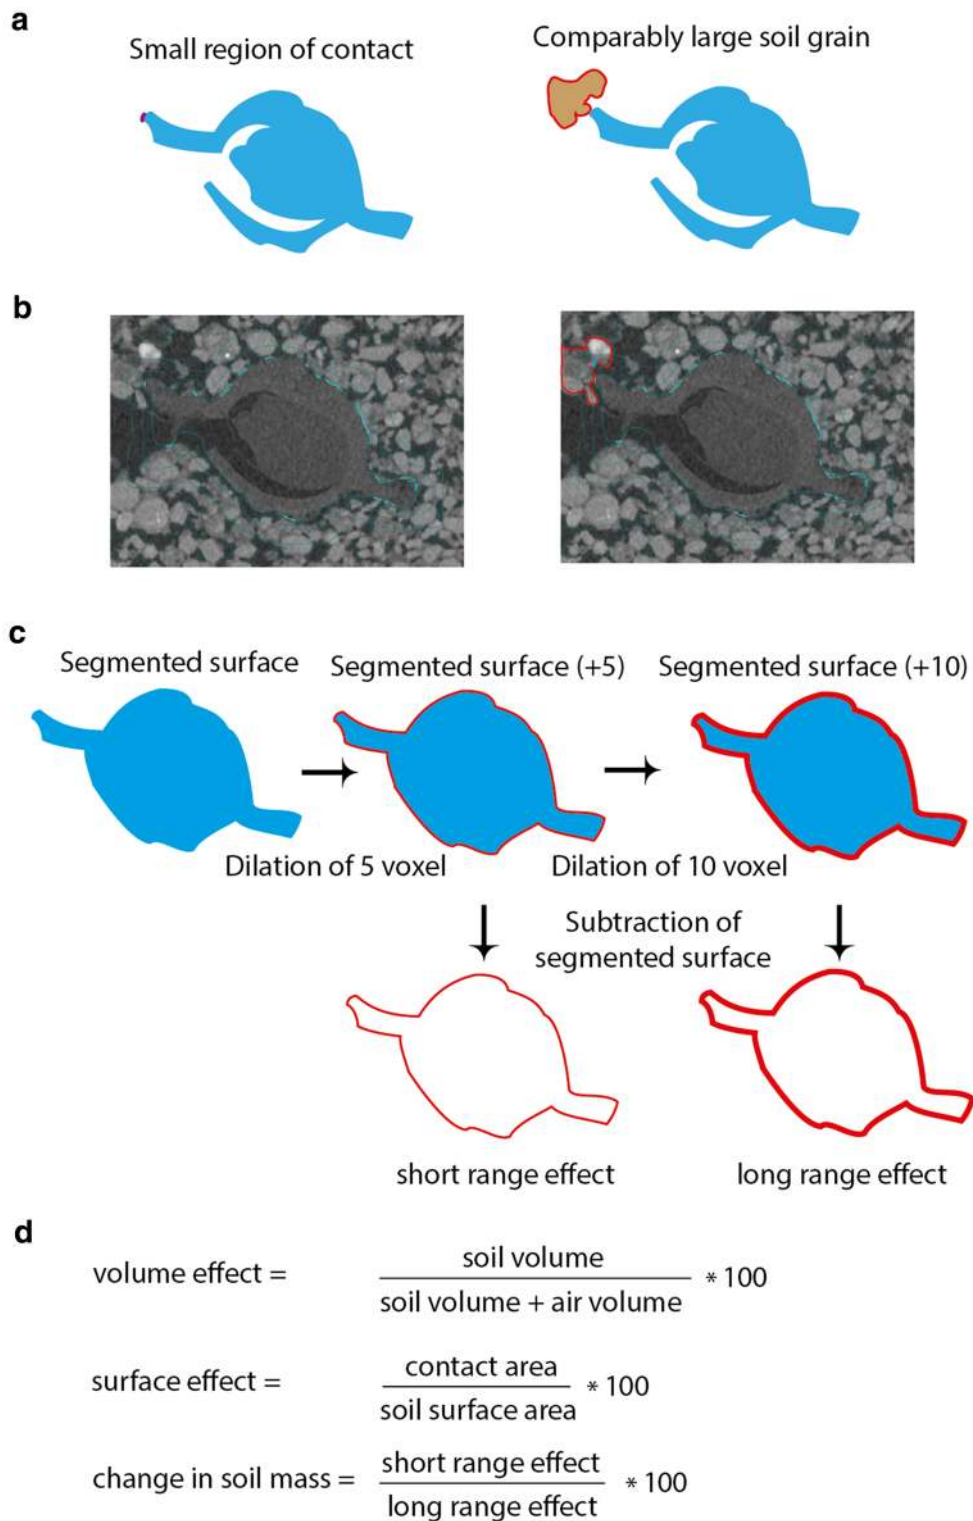 a
Small region of contact
Comparably large soil grain
b
c
Segmented surface
Segmented surface (+5)
Segmented surface (+10)
Dilation of 5 voxel
Dilation of 10 voxel
Subtraction of
segmented surface
short range effect
long range effect
d
volume effect =
soil volume
soil volume + air volume
* 100
surface effect =
contact area
soil surface area
* 100
change in soil mass =
short range effect
long range effect
* 100